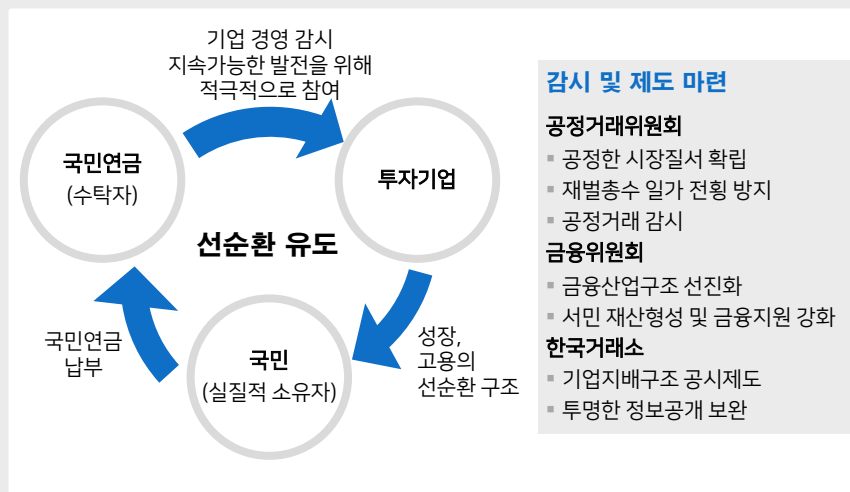 기업 경영 감시
지속가능한 발전을 위해
적극적으로 참여
국민연금
(수탁자)
투자기업
선순환 유도
국민연금
납부
국민
(실질적 소유자)
성장,
고용의
선순환 구조
감시 및 제도 마련
공정거래위원회
▪ 공정한 시장질서 확립
▪ 재벌총수 일가 전횡 방지
▪ 공정거래 감시
금융위원회
▪ 금융산업구조 선진화
▪ 서민 재산형성 및 금융지원 강화
한국거래소
▪ 기업지배구조 공시제도
▪ 투명한 정보공개 보완